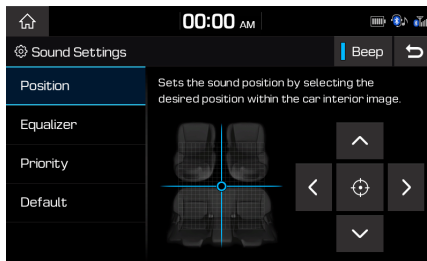 00:00 AM
Sound Settings
Beep
Position
Sets the sound position by selecting the
desired position within the car interior image.
Equalizer
Priority
Default